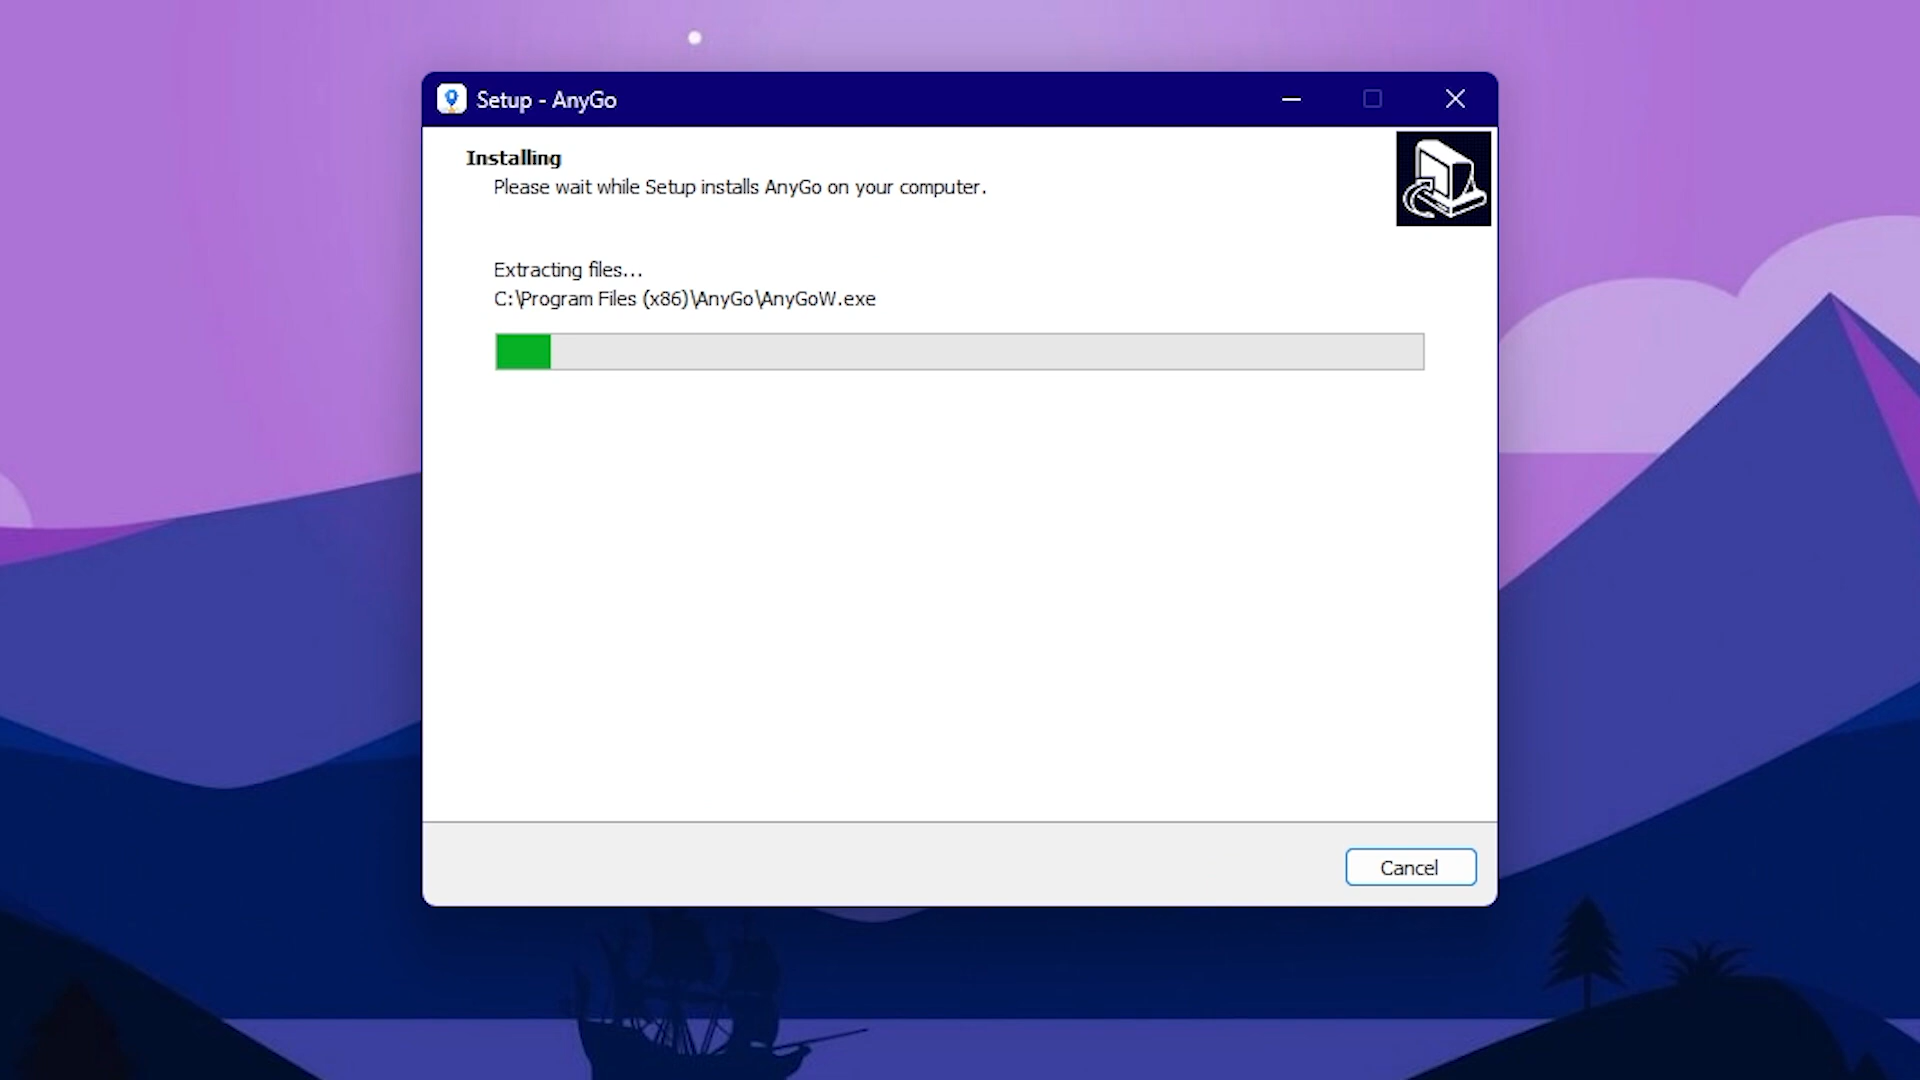 Setup - AnyGo
Installing
Please wait while Setup installs AnyGo on your computer.
Extracting files...
C:\Program Files (x86)\AnyGo\AnyGoW.exe
Cancel